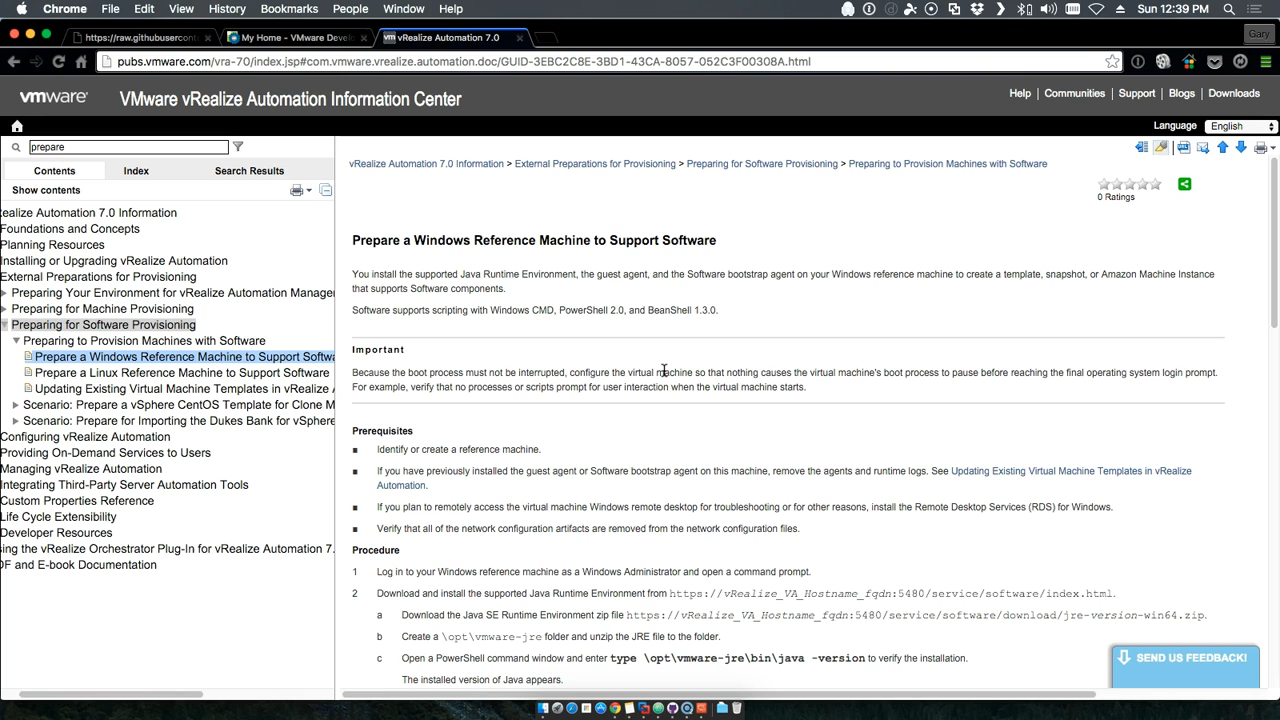 Chrome File Edit View History Bookmarks People Window Help Sun 12:39 PM
https://raw.githubusercont My Home - VMware Devel vRealize Automation 7.0 Gary
pubs.vmware.com/vra-70/index.jsp#com.vmware.vrealize.automation.doc/GUID-3EBC2C8E-3BD1-43CA-8057-052C3F00308A.html
vmware VMware vRealize Automation Information Center Help Communities Support Blogs Downloads
Language English
prepare
Contents Index Search Results
Show contents
ealize Automation 7.0 Information
Foundations and Concepts
Planning Resources
Installing or Upgrading vRealize Automation
External Preparations for Provisioning
Preparing Your Environment for vRealize Automation Manage
Preparing for Machine Provisioning
Preparing for Software Provisioning
Preparing to Provision Machines with Software
Prepare a Windows Reference Machine to Support Softwa
Prepare a Linux Reference Machine to Support Software
Updating Existing Virtual Machine Templates in vRealize A
Scenario: Prepare a vSphere CentOS Template for Clone M
Scenario: Prepare for Importing the Dukes Bank for vSphere
Configuring vRealize Automation
Providing On-Demand Services to Users
Managing vRealize Automation
Integrating Third-Party Server Automation Tools
Custom Properties Reference
Life Cycle Extensibility
Developer Resources
sing the vRealize Orchestrator Plug-In for vRealize Automation 7.
DF and E-book Documentation
vRealize Automation 7.0 Information > External Preparations for Provisioning > Preparing for Software Provisioning > Preparing to Provision Machines with Software
0 Ratings
Prepare a Windows Reference Machine to Support Software
You install the supported Java Runtime Environment, the guest agent, and the Software bootstrap agent on your Windows reference machine to create a template, snapshot, or Amazon Machine Instance
that supports Software components.
Software supports scripting with Windows CMD, PowerShell 2.0, and BeanShell 1.3.0.
Important
Because the boot process must not be interrupted, configure the virtual machine so that nothing causes the virtual machine's boot process to pause before reaching the final operating system login prompt.
For example, verify that no processes or scripts prompt for user interaction when the virtual machine starts.
Prerequisites
■ Identify or create a reference machine.
■ If you have previously installed the guest agent or Software bootstrap agent on this machine, remove the agents and runtime logs. See Updating Existing Virtual Machine Templates in vRealize
Automation.
■ If you plan to remotely access the virtual machine Windows remote desktop for troubleshooting or for other reasons, install the Remote Desktop Services (RDS) for Windows.
■ Verify that all of the network configuration artifacts are removed from the network configuration files.
Procedure
1 Log in to your Windows reference machine as a Windows Administrator and open a command prompt.
2 Download and install the supported Java Runtime Environment from https://vRealize_VA_Hostname_fqdn:5480/service/software/index.html.
a Download the Java SE Runtime Environment zip file https://vRealize_VA_Hostname_fqdn:5480/service/software/download/jre-version-win64.zip.
b Create a \opt\vmware-jre folder and unzip the JRE file to the folder.
c Open a PowerShell command window and enter type \opt\vmware-jre\bin\java -version to verify the installation.
The installed version of Java appears.
SEND US FEEDBACK!